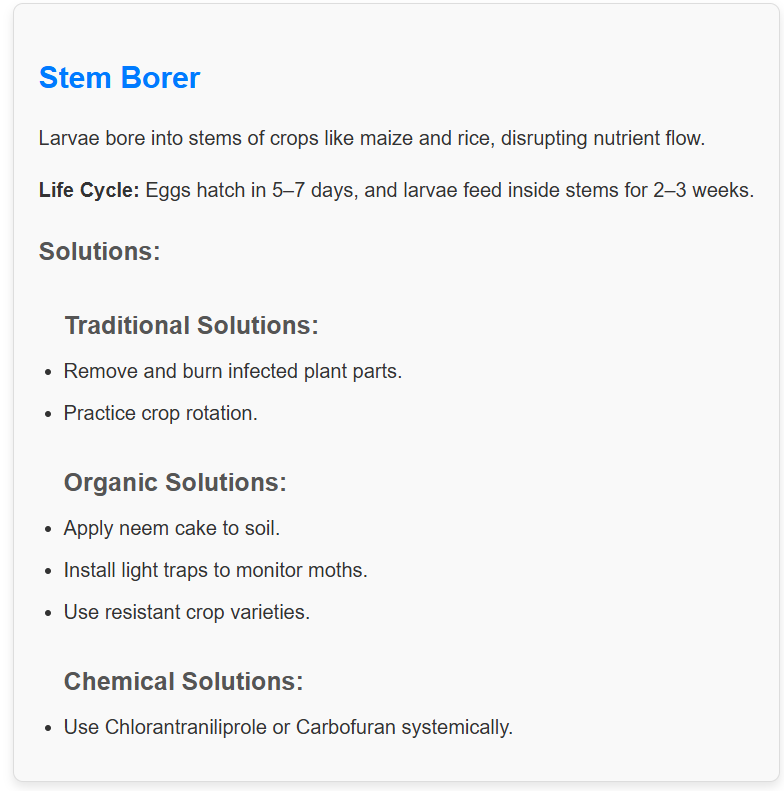 Stem Borer
Larvae bore into stems of crops like maize and rice, disrupting nutrient flow.
Life Cycle: Eggs hatch in 5–7 days, and larvae feed inside stems for 2–3 weeks.
Solutions:
Traditional Solutions:
• Remove and burn infected plant parts.
• Practice crop rotation.
Organic Solutions:
• Apply neem cake to soil.
• Install light traps to monitor moths.
• Use resistant crop varieties.
Chemical Solutions:
• Use Chlorantraniliprole or Carbofuran systemically.